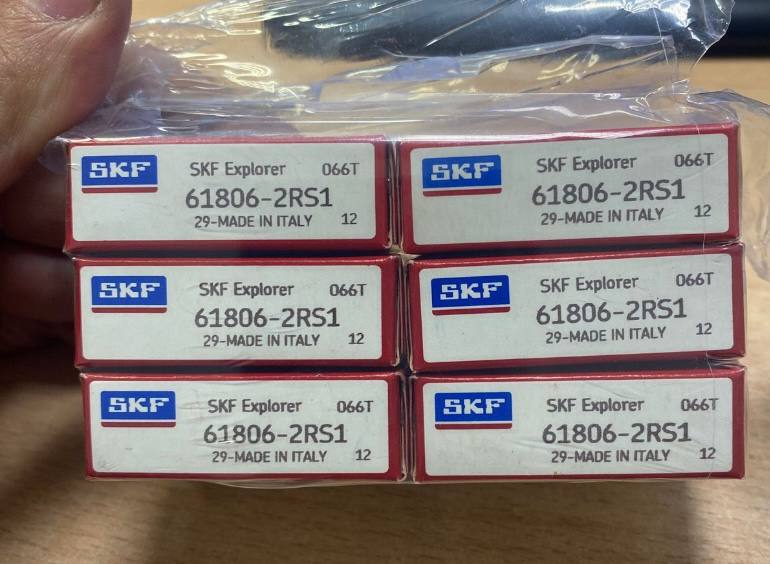 SKF SKF Explorer 066T
61806-2RS1
29-MADE IN ITALY 12
SKF SKF Explorer 066T
61806-2RS1
29-MADE IN ITALY 12
SKF SKF Explorer 066T
61806-2RS1
29-MADE IN ITALY 12
SKF SKF Explorer 066T
61806-2RS1
29-MADE IN ITALY 12
SKF SKF Explorer 066T
61806-2RS1
29-MADE IN ITALY 12
SKF SKF Explorer 066T
61806-2RS1
29-MADE IN ITALY 12